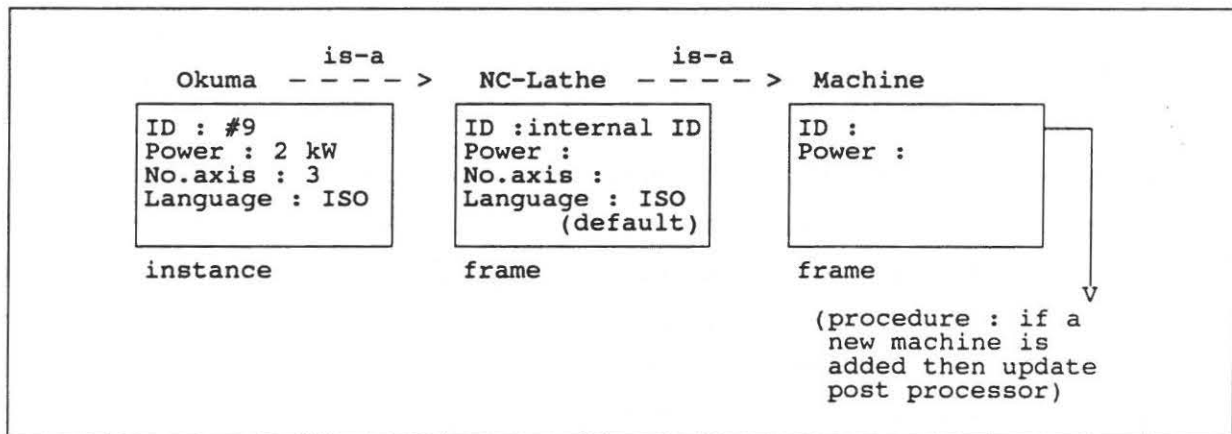 is-a is-a
Okuma - - - - > NC-Lathe - - - - > Machine
ID : #9
Power : 2 kW
No.axis : 3
Language : ISO
instance
ID :internal ID
Power :
No.axis :
Language : ISO
(default)
frame
ID :
Power :
frame
V
(procedure : if a
new machine is
added then update
post processor)